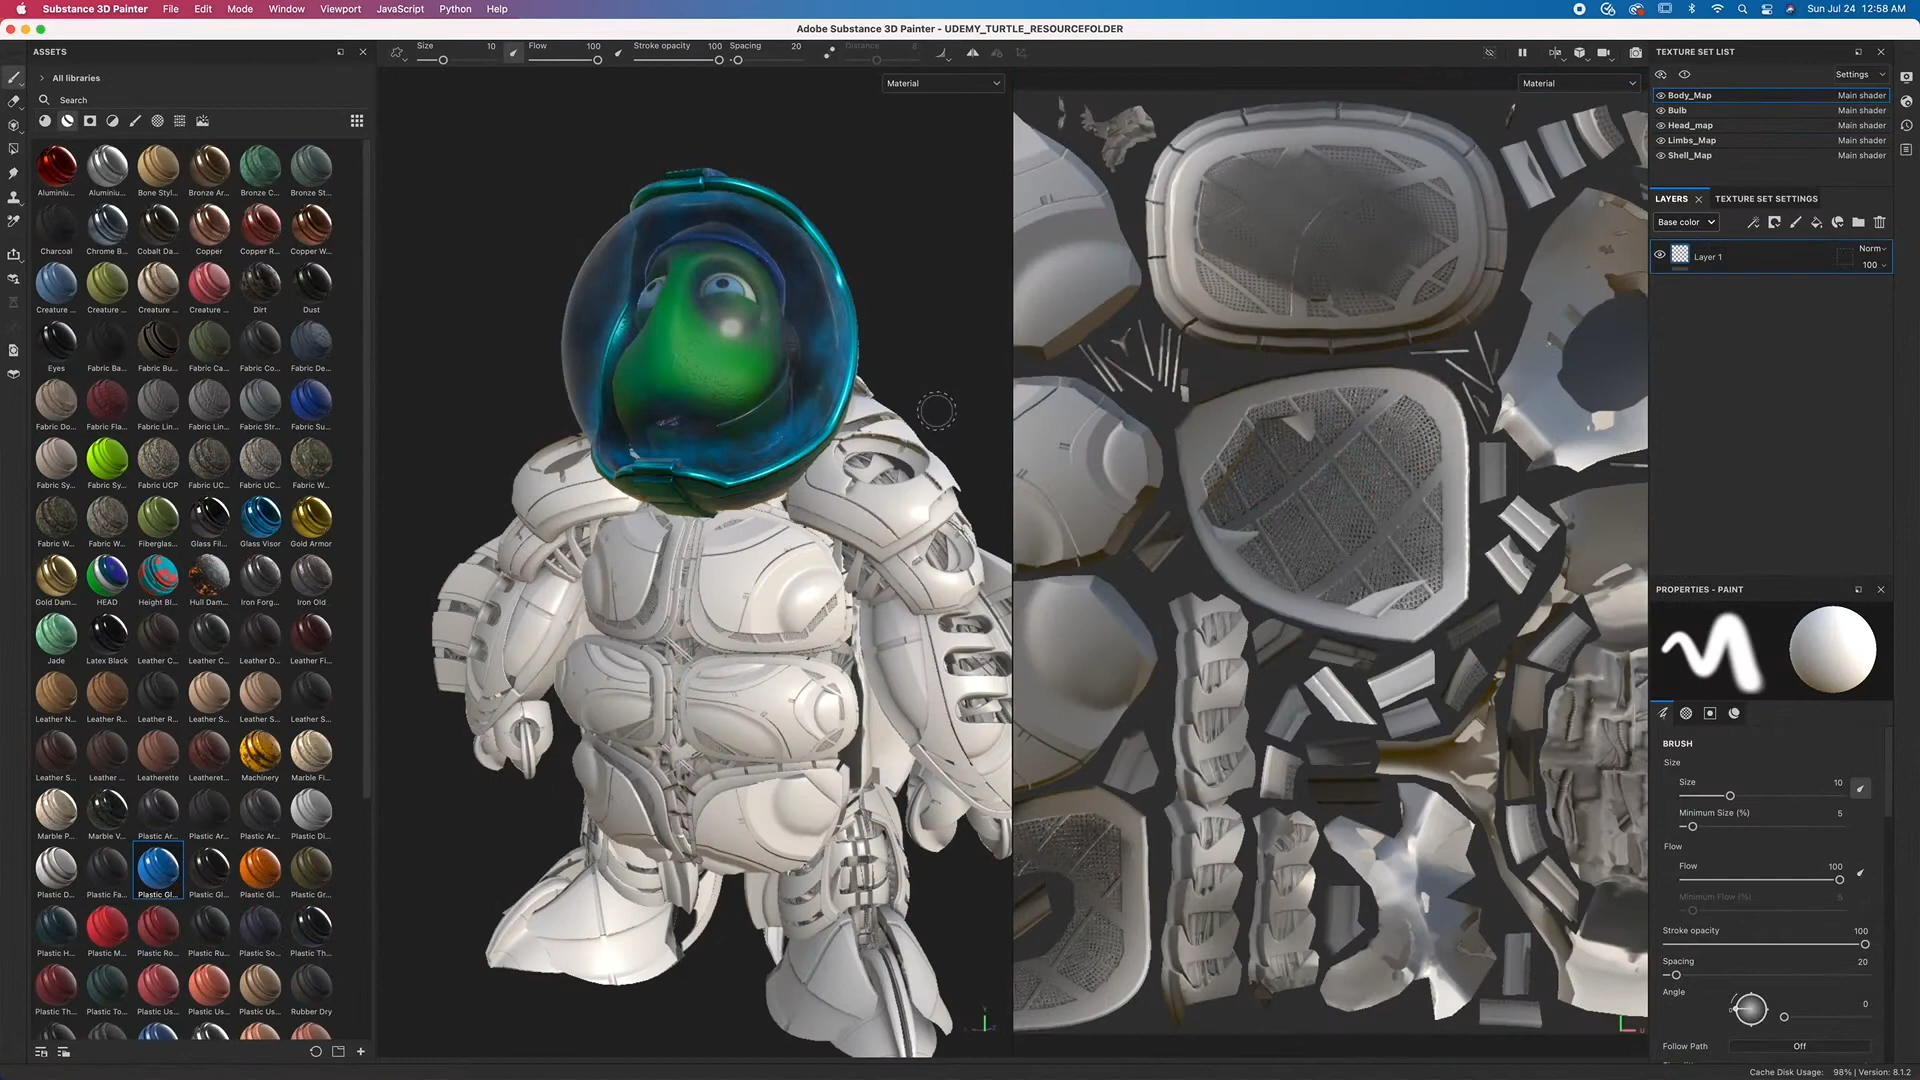 Substance 3D Painter File Edit Mode Window Viewport JavaScript Python Help Sun Jul 24 12:58 AM
Adobe Substance 3D Painter - UDEMY_TURTLE_RESOURCEFOLDER
ASSETS
All libraries
Search
Aluminiu... Aluminiu... Bone Styl... Bronze Ar... Bronze C... Bronze St...
Charcoal Chrome B... Cobalt Da... Copper Copper R... Copper W...
Creature ... Creature ... Creature ... Creature ... Dirt Dust
Eyes Fabric Ba... Fabric Bu... Fabric Ca... Fabric Co... Fabric De...
Fabric Do... Fabric Fla... Fabric Lin... Fabric Lin... Fabric Str... Fabric Su...
Fabric Sy... Fabric Sy... Fabric UCP Fabric UC... Fabric UC... Fabric W...
Fabric W... Fabric W... Fiberglas... Glass Fil... Glass Visor Gold Armor
Gold Dam... HEAD Height Bl... Hull Dam... Iron Forg... Iron Old
Jade Latex Black Leather C... Leather C... Leather D... Leather Fi...
Leather N... Leather R... Leather R... Leather S... Leather S... Leather S...
Leather S... Leather ... Leatherette Leatheret... Machinery Marble Fi...
Marble P... Marble V... Plastic Ar... Plastic Ar... Plastic Ar... Plastic Di...
Plastic D... Plastic Fa... Plastic Gl... Plastic Gl... Plastic Gl... Plastic Gr...
Plastic H... Plastic M... Plastic Ro... Plastic Ru... Plastic So... Plastic Th...
Plastic Th... Plastic To... Plastic Us... Plastic Us... Plastic Us... Rubber Dry
Size 10 Flow 100 Stroke opacity 100 Spacing 20 Distance 8
Material
Material
TEXTURE SET LIST
Settings
Body_Map Main shader
Bulb Main shader
Head_map Main shader
Limbs_Map Main shader
Shell_Map Main shader
LAYERS TEXTURE SET SETTINGS
Base color
Layer 1 Norm
100
PROPERTIES - PAINT
BRUSH
Size
Size 10
Minimum Size (%) 5
Flow
Flow 100
Minimum Flow (%) 5
Stroke opacity 100
Spacing 20
Angle
0
Follow Path Off
Cache Disk Usage: 98% | Version: 8.1.2